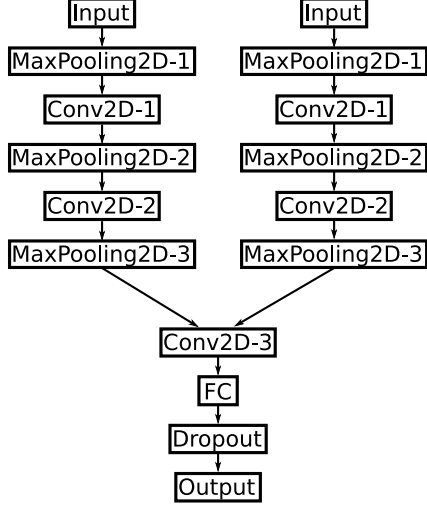 Input
Input
MaxPooling2D-1
MaxPooling2D-1
Conv2D-1
Conv2D-1
MaxPooling2D-2
MaxPooling2D-2
Conv2D-2
Conv2D-2
MaxPooling2D-3
MaxPooling2D-3
Conv2D-3
FC
Dropout
Output